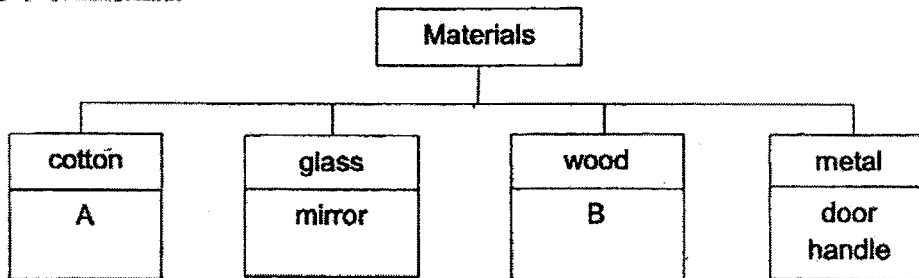 Materials
cotton
glass
wood
metal
A
mirror
B
door
handle